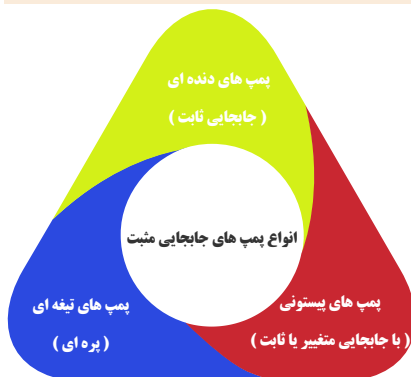 پمپ های دنده ای
( جابجایی ثابت )
انواع پمپ های جابجایی مثبت
پمپ های تیغه ای
( پره ای )
پمپ های پیستونی
( با جابجایی متغییر یا ثابت )